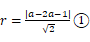 r = |a−2a−1| / √2 ①